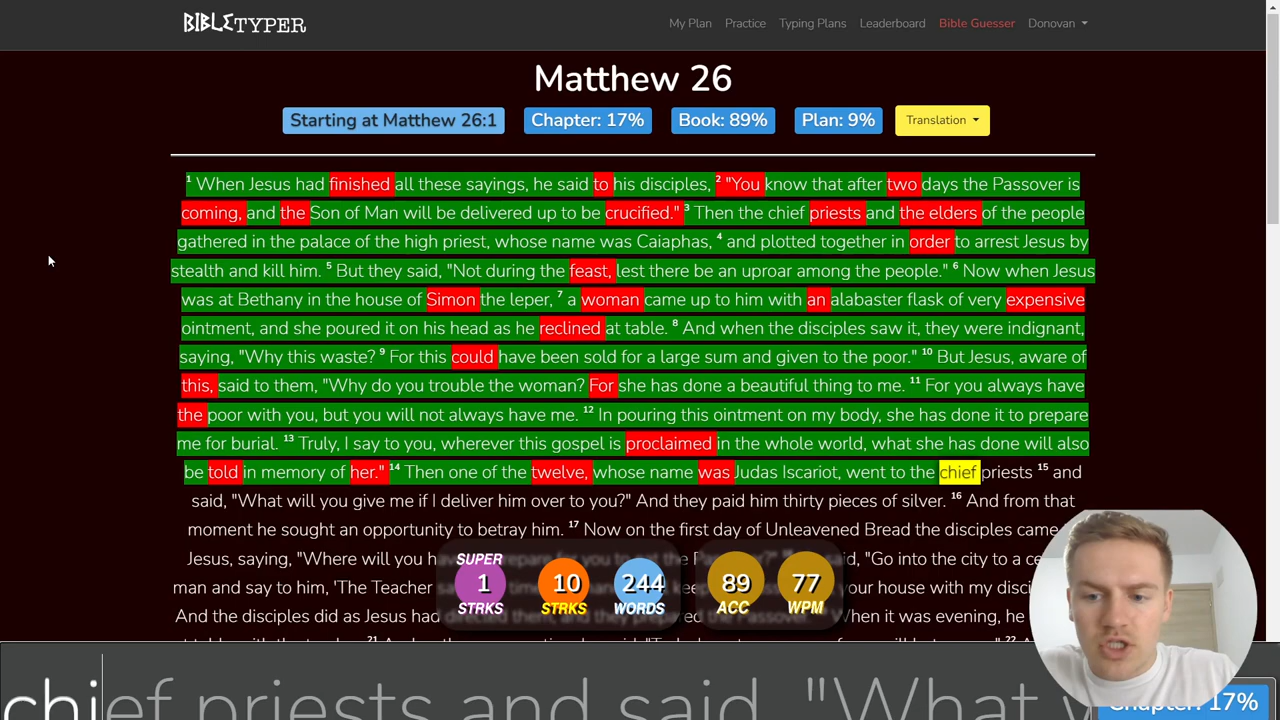 BIBLETYPER
My Plan Practice Typing Plans Leaderboard Bible Guesser Donovan
Matthew 26
Starting at Matthew 26:1 Chapter: 17% Book: 89% Plan: 9% Translation
1 When Jesus had finished all these sayings, he said to his disciples, 2 "You know that after two days the Passover is
coming, and the Son of Man will be delivered up to be crucified." 3 Then the chief priests and the elders of the people
gathered in the palace of the high priest, whose name was Caiaphas, 4 and plotted together in order to arrest Jesus by
stealth and kill him. 5 But they said, "Not during the feast, lest there be an uproar among the people." 6 Now when Jesus
was at Bethany in the house of Simon the leper, 7 a woman came up to him with an alabaster flask of very expensive
ointment, and she poured it on his head as he reclined at table. 8 And when the disciples saw it, they were indignant,
saying, "Why this waste? 9 For this could have been sold for a large sum and given to the poor." 10 But Jesus, aware of
this, said to them, "Why do you trouble the woman? For she has done a beautiful thing to me. 11 For you always have
the poor with you, but you will not always have me. 12 In pouring this ointment on my body, she has done it to prepare
me for burial. 13 Truly, I say to you, wherever this gospel is proclaimed in the whole world, what she has done will also
be told in memory of her." 14 Then one of the twelve, whose name was Judas Iscariot, went to the chief priests 15 and
said, "What will you give me if I deliver him over to you?" And they paid him thirty pieces of silver. 16 And from that
moment he sought an opportunity to betray him. 17 Now on the first day of Unleavened Bread the disciples came
Jesus, saying, "Where will you "Go into the city to a
man and say to him, 'The Teacher your house with my
And the disciples did as Jesus had When it was evening, he
SUPER
1 10 244 89 77
STRKS STRKS WORDS ACC WPM
chief priests and said, "What
Chapter: 17%